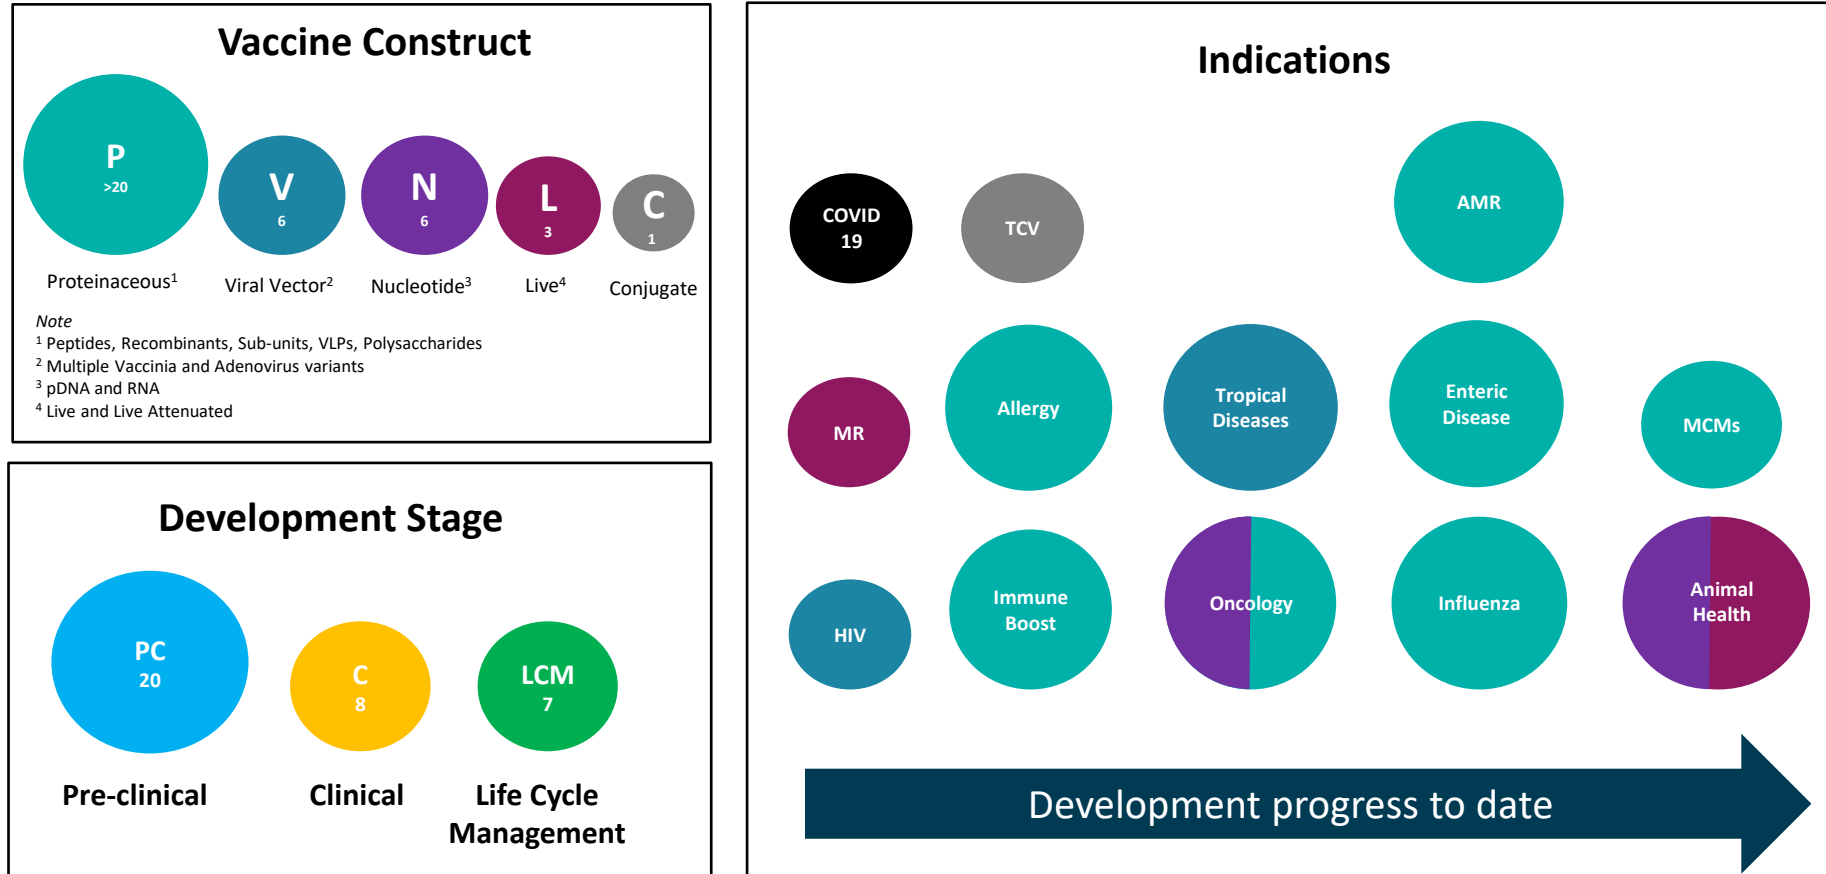 Vaccine Construct
P
>20
V
6
N
6
L
3
C
1
Proteinaceous¹
Viral Vector²
Nucleotide³
Live⁴
Conjugate
Note
¹ Peptides, Recombinants, Sub-units, VLPs, Polysaccharides
² Multiple Vaccinia and Adenovirus variants
³ pDNA and RNA
⁴ Live and Live Attenuated
Development Stage
PC
20
C
8
LCM
7
Pre-clinical
Clinical
Life Cycle
Management
Indications
COVID
19
TCV
AMR
MR
Allergy
Tropical
Diseases
Enteric
Disease
MCMs
HIV
Immune
Boost
Oncology
Influenza
Animal
Health
Development progress to date